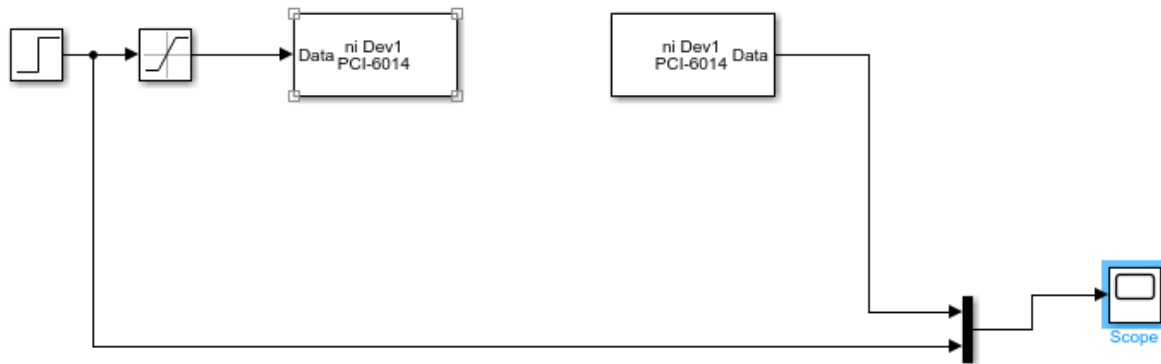 Data
ni Dev1
PCI-6014
ni Dev1
PCI-6014
Data
Scope